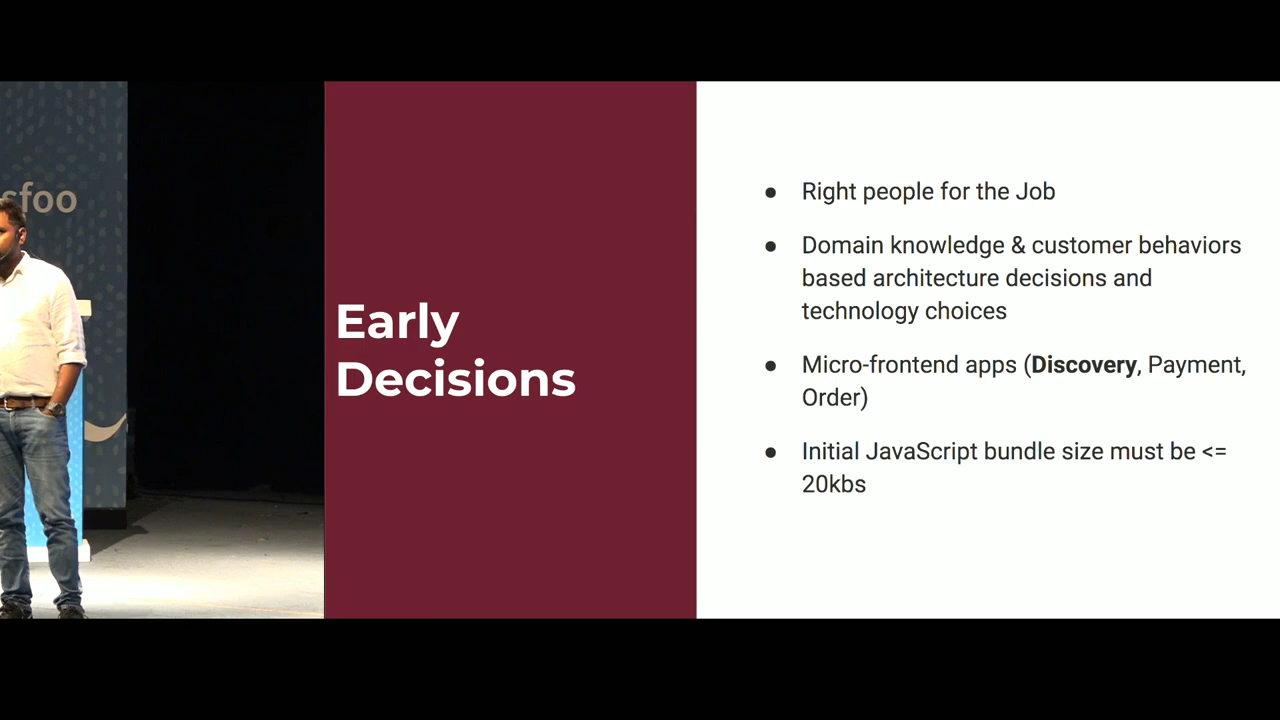 sfoo
Early
Decisions
● Right people for the Job
● Domain knowledge & customer behaviors
based architecture decisions and
technology choices
● Micro-frontend apps (Discovery, Payment,
Order)
● Initial JavaScript bundle size must be <=
20kbs